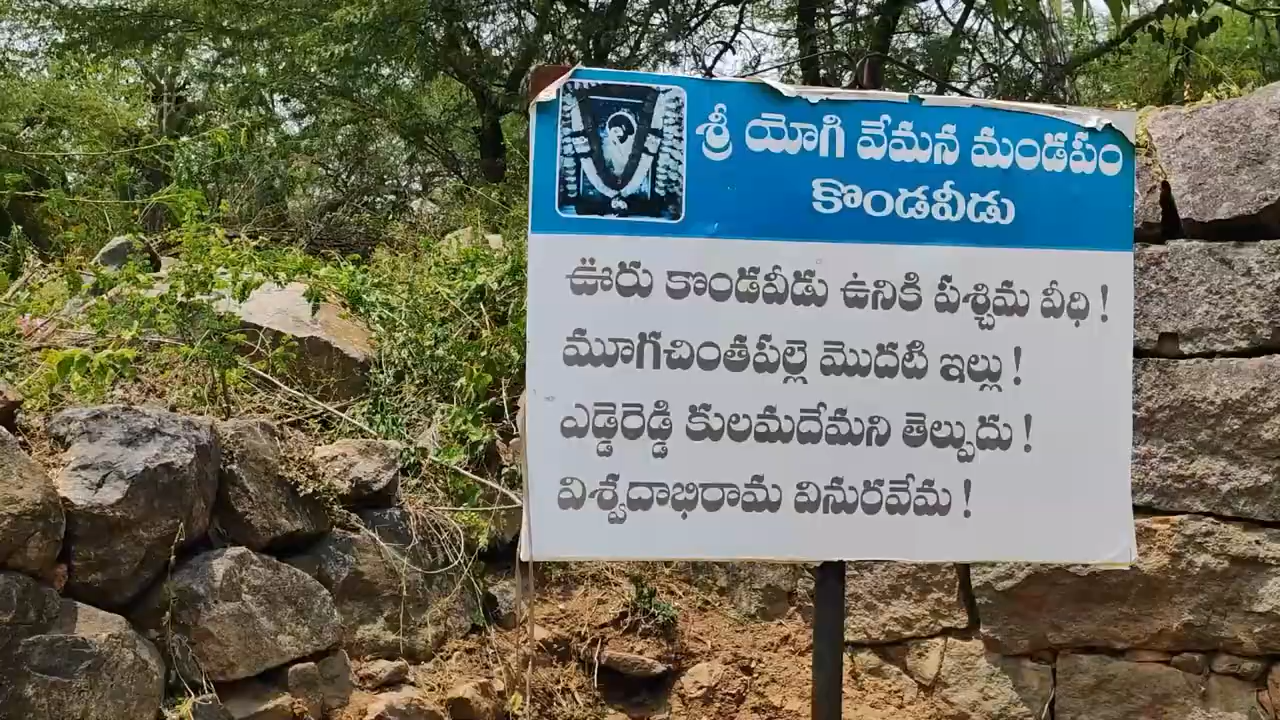 శ్రీ యోగి వేమన మండపం
కొండవీడు
ఊరు కొండవీడు ఉనికి పశ్చిమ వీధి !
మూగచింతపల్లె మొదటి ఇల్లు !
ఎడ్డెరెడ్డి కులమదేమని తెల్పుదు !
విశ్వదాభిరామ వినురవేమ !